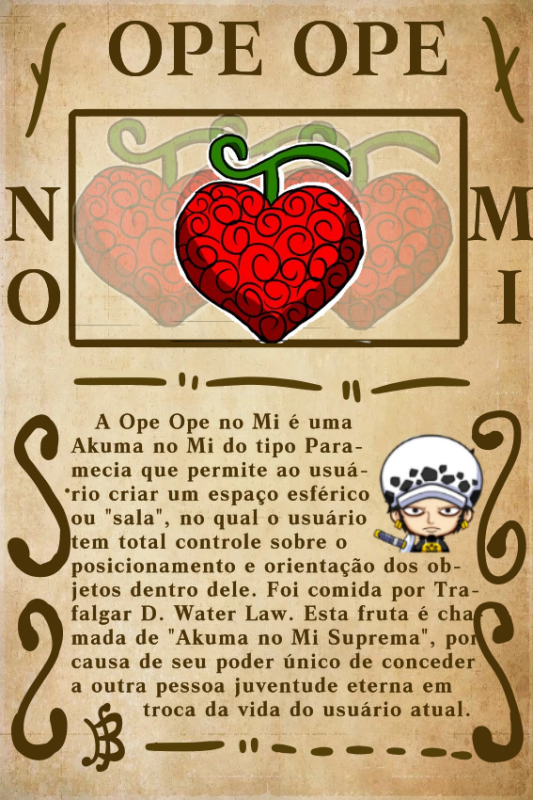 OPE OPE
NO
MI
A Ope Ope no Mi é uma
Akuma no Mi do tipo Para-
mecia que permite ao usuá-
rio criar um espaço esférico
ou "sala", no qual o usuário
tem total controle sobre o
posicionamento e orientação dos ob-
jetos dentro dele. Foi comida por Tra-
falgar D. Water Law. Esta fruta é cha
mada de "Akuma no Mi Suprema", por
causa de seu poder único de conceder
a outra pessoa juventude eterna em
troca da vida do usuário atual.